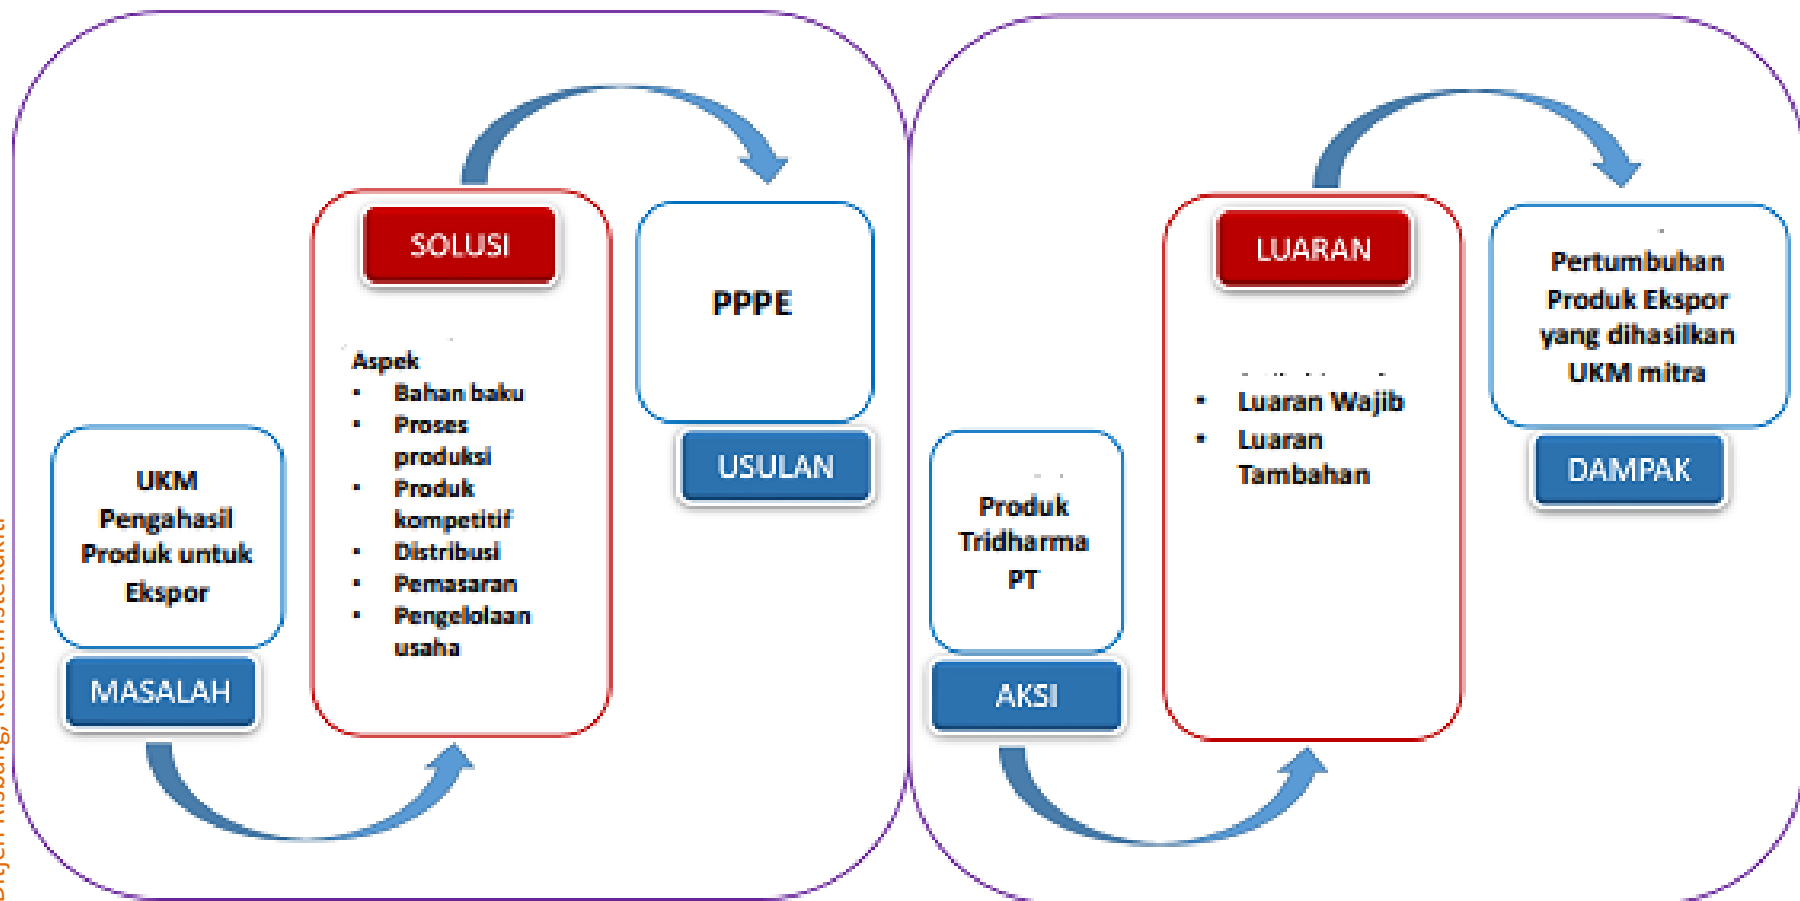 MASALAH
UKM
Pengahasil
Produk untuk
Ekspor
SOLUSI
Aspek
• Bahan baku
• Proses
produksi
• Produk
kompetitif
• Distribusi
• Pemasaran
• Pengelolaan
usaha
PPPE
USULAN
Produk
Tridharma
PT
AKSI
LUARAN
• Luaran Wajib
• Luaran
Tambahan
Pertumbuhan
Produk Ekspor
yang dihasilkan
UKM mitra
DAMPAK